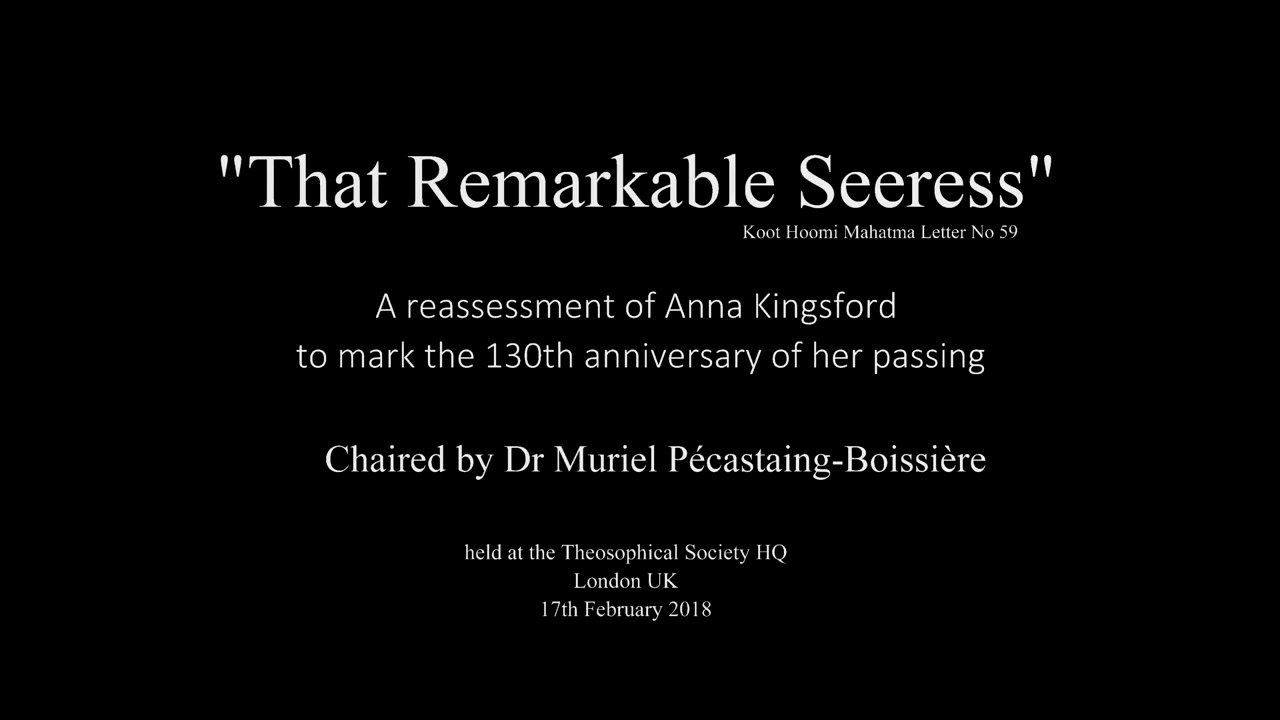 "That Remarkable Seeress"
Koot Hoomi Mahatma Letter No 59
A reassessment of Anna Kingsford
to mark the 130th anniversary of her passing
Chaired by Dr Muriel Pécastaing-Boissière
held at the Theosophical Society HQ
London UK
17th February 2018